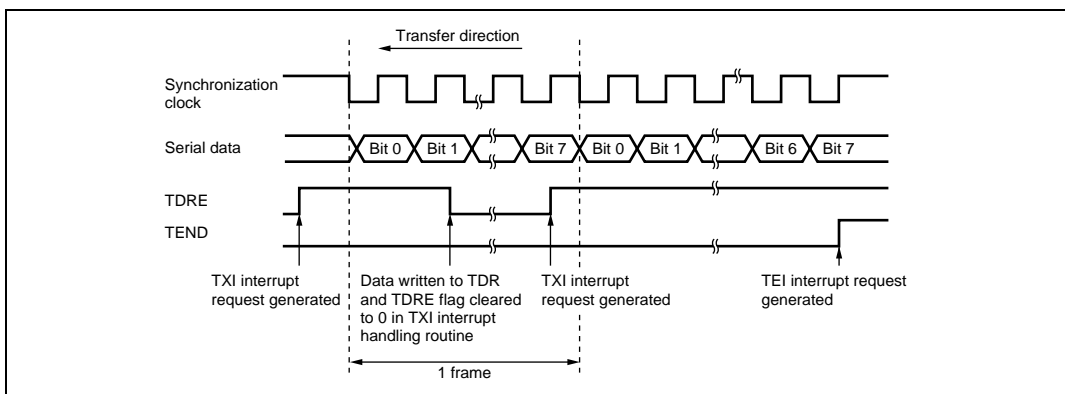 Transfer direction
Synchronization
clock
Serial data
Bit 0
Bit 1
Bit 7
Bit 0
Bit 1
Bit 6
Bit 7
TDRE
TEND
TXI interrupt
request generated
Data written to TDR
and TDRE flag cleared
to 0 in TXI interrupt
handling routine
TXI interrupt
request generated
TEI interrupt request
generated
1 frame